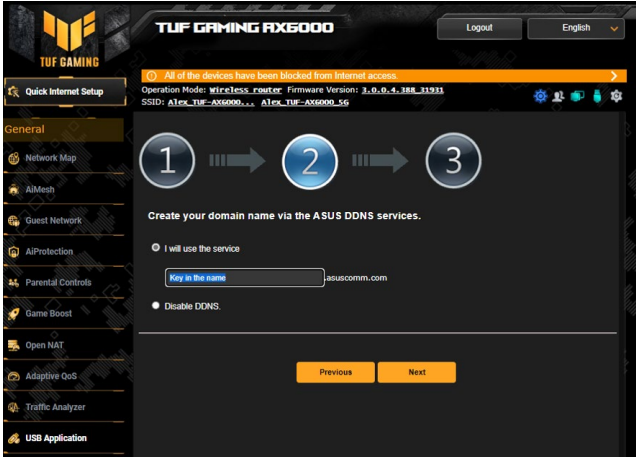 TUF GAMING AX6000
Logout
English
TUF GAMING
All of the devices have been blocked from Internet access.
Quick Internet Setup
Operation Mode: Wireless router Firmware Version: 3.0.0.4.388_31931
SSID: Alex_TUF-AX6000... Alex_TUF-AX6000_5G
General
Network Map
AiMesh
Guest Network
AiProtection
Parental Controls
Game Boost
Open NAT
Adaptive QoS
Traffic Analyzer
USB Application
1
2
3
Create your domain name via the ASUS DDNS services.
I will use the service
Key in the name .asuscomm.com
Disable DDNS.
Previous
Next